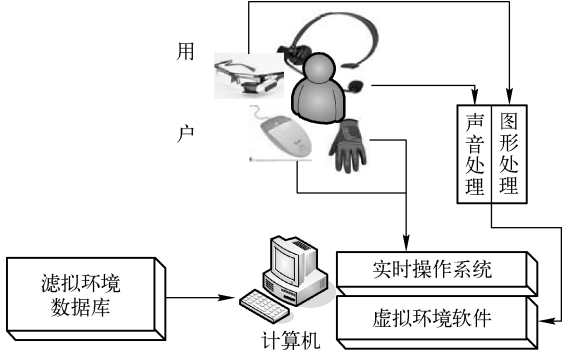 用
户
声音处理
图形处理
实时操作系统
滤拟环境
数据库
虚拟环境软件
计算机